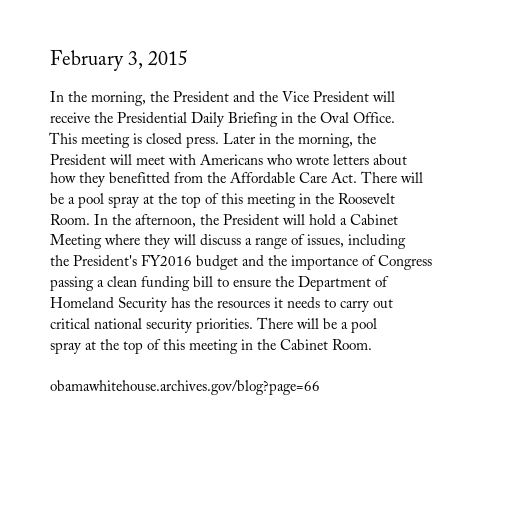 February 3, 2015
In the morning, the President and the Vice President will
receive the Presidential Daily Briefing in the Oval Office.
This meeting is closed press. Later in the morning, the
President will meet with Americans who wrote letters about
how they benefitted from the Affordable Care Act. There will
be a pool spray at the top of this meeting in the Roosevelt
Room. In the afternoon, the President will hold a Cabinet
Meeting where they will discuss a range of issues, including
the President's FY2016 budget and the importance of Congress
passing a clean funding bill to ensure the Department of
Homeland Security has the resources it needs to carry out
critical national security priorities. There will be a pool
spray at the top of this meeting in the Cabinet Room.
obamawhitehouse.archives.gov/blog?page=66